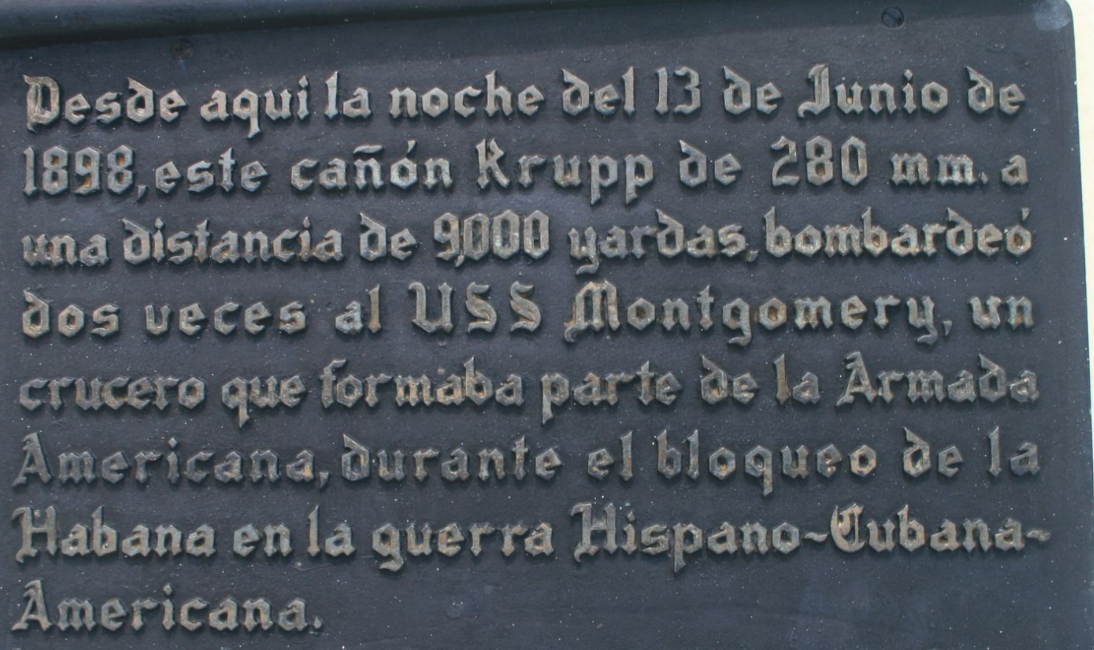 Desde aqui la noche del 13 de Junio de
1898, este cañón Krupp de 280 mm. a
una distancia de 9,000 yardas, bombardeó
dos veces al USS Montgomery, un
crucero que formaba parte de la Armada
Americana, durante el bloqueo de la
Habana en la guerra Hispano-Cubana-
Americana.